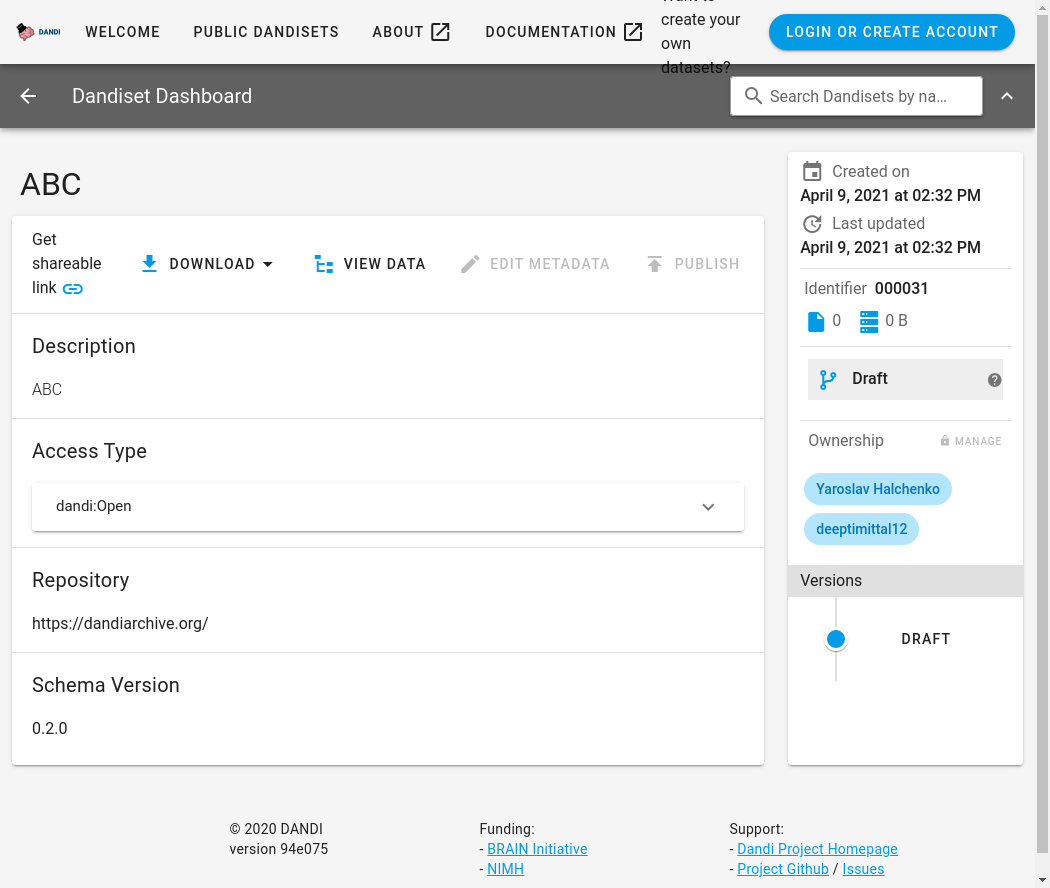 DANDI WELCOME PUBLIC DANDISETS ABOUT DOCUMENTATION
create your
own
datasets?
LOGIN OR CREATE ACCOUNT
Dandiset Dashboard
Search Dandisets by na…
ABC
Get
shareable
link
DOWNLOAD VIEW DATA EDIT METADATA PUBLISH
Description
ABC
Access Type
dandi:Open
Repository
https://dandiarchive.org/
Schema Version
0.2.0
Created on
April 9, 2021 at 02:32 PM
Last updated
April 9, 2021 at 02:32 PM
Identifier 000031
0 0 B
Draft
Ownership MANAGE
Yaroslav Halchenko
deeptimittal12
Versions
DRAFT
© 2020 DANDI
version 94e075
Funding:
- BRAIN Initiative
- NIMH
Support:
- Dandi Project Homepage
- Project Github / Issues